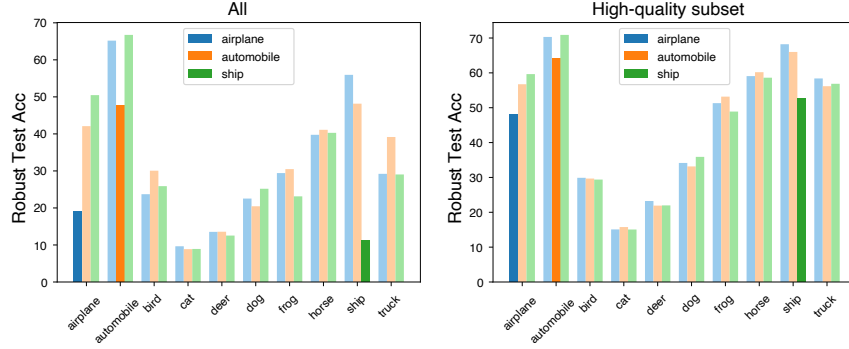 All
Robust Test Acc
70
60
50
40
30
20
10
0
airplane
automobile
ship
airplane
automobile
bird
cat
deer
dog
frog
horse
ship
truck
High-quality subset
Robust Test Acc
70
60
50
40
30
20
10
0
airplane
automobile
ship
airplane
automobile
bird
cat
deer
dog
frog
horse
ship
truck